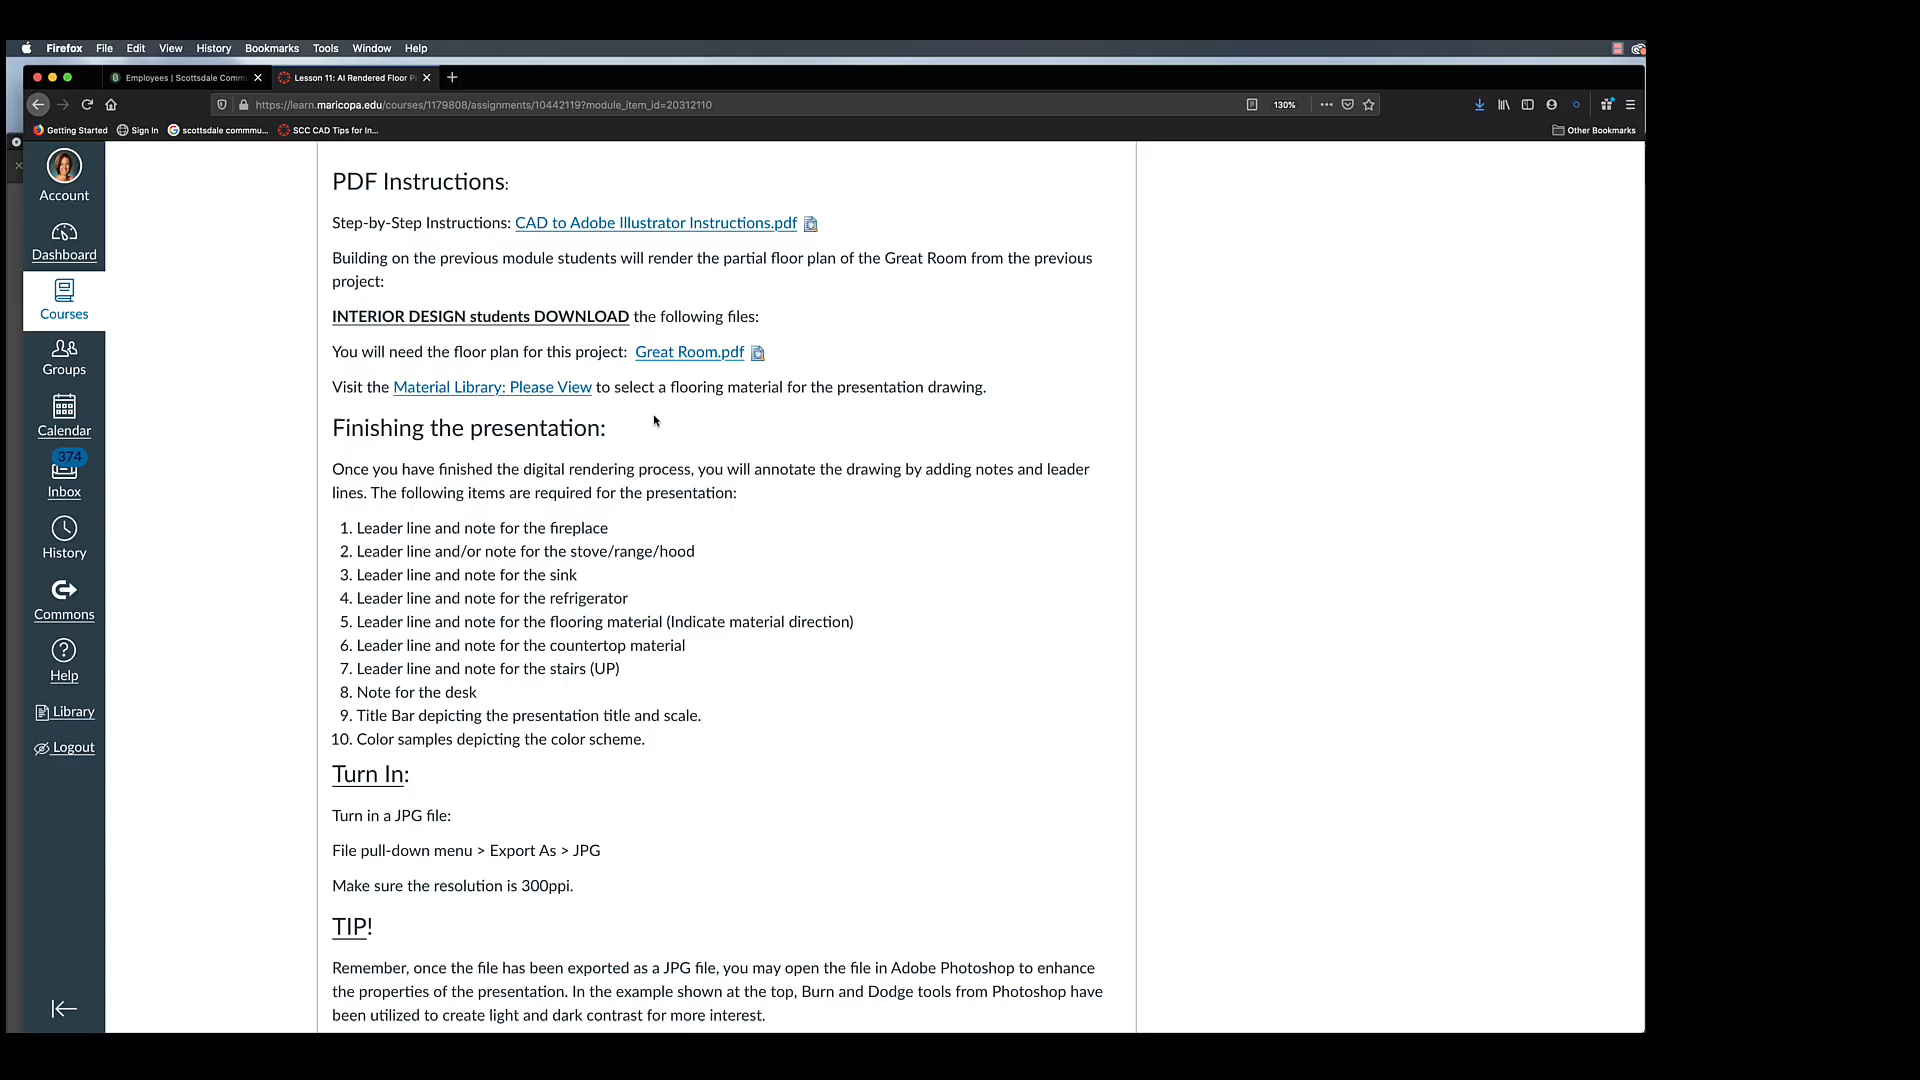 Firefox File Edit View History Bookmarks Tools Window Help
Employees | Scottsdale Comm
Lesson 11: AI Rendered Floor P
https://learn.maricopa.edu/courses/1179808/assignments/10442119?module_item_id=20312110
130%
Getting Started Sign In scottsdale commmu... SCC CAD Tips for In... Other Bookmarks
Account
Dashboard
Courses
Groups
Calendar
374
Inbox
History
Commons
Help
Library
Logout
PDF Instructions:
Step-by-Step Instructions: CAD to Adobe Illustrator Instructions.pdf
Building on the previous module students will render the partial floor plan of the Great Room from the previous
project:
INTERIOR DESIGN students DOWNLOAD the following files:
You will need the floor plan for this project: Great Room.pdf
Visit the Material Library: Please View to select a flooring material for the presentation drawing.
Finishing the presentation:
Once you have finished the digital rendering process, you will annotate the drawing by adding notes and leader
lines. The following items are required for the presentation:
1. Leader line and note for the fireplace
2. Leader line and/or note for the stove/range/hood
3. Leader line and note for the sink
4. Leader line and note for the refrigerator
5. Leader line and note for the flooring material (Indicate material direction)
6. Leader line and note for the countertop material
7. Leader line and note for the stairs (UP)
8. Note for the desk
9. Title Bar depicting the presentation title and scale.
10. Color samples depicting the color scheme.
Turn In:
Turn in a JPG file:
File pull-down menu > Export As > JPG
Make sure the resolution is 300ppi.
TIP!
Remember, once the file has been exported as a JPG file, you may open the file in Adobe Photoshop to enhance
the properties of the presentation. In the example shown at the top, Burn and Dodge tools from Photoshop have
been utilized to create light and dark contrast for more interest.